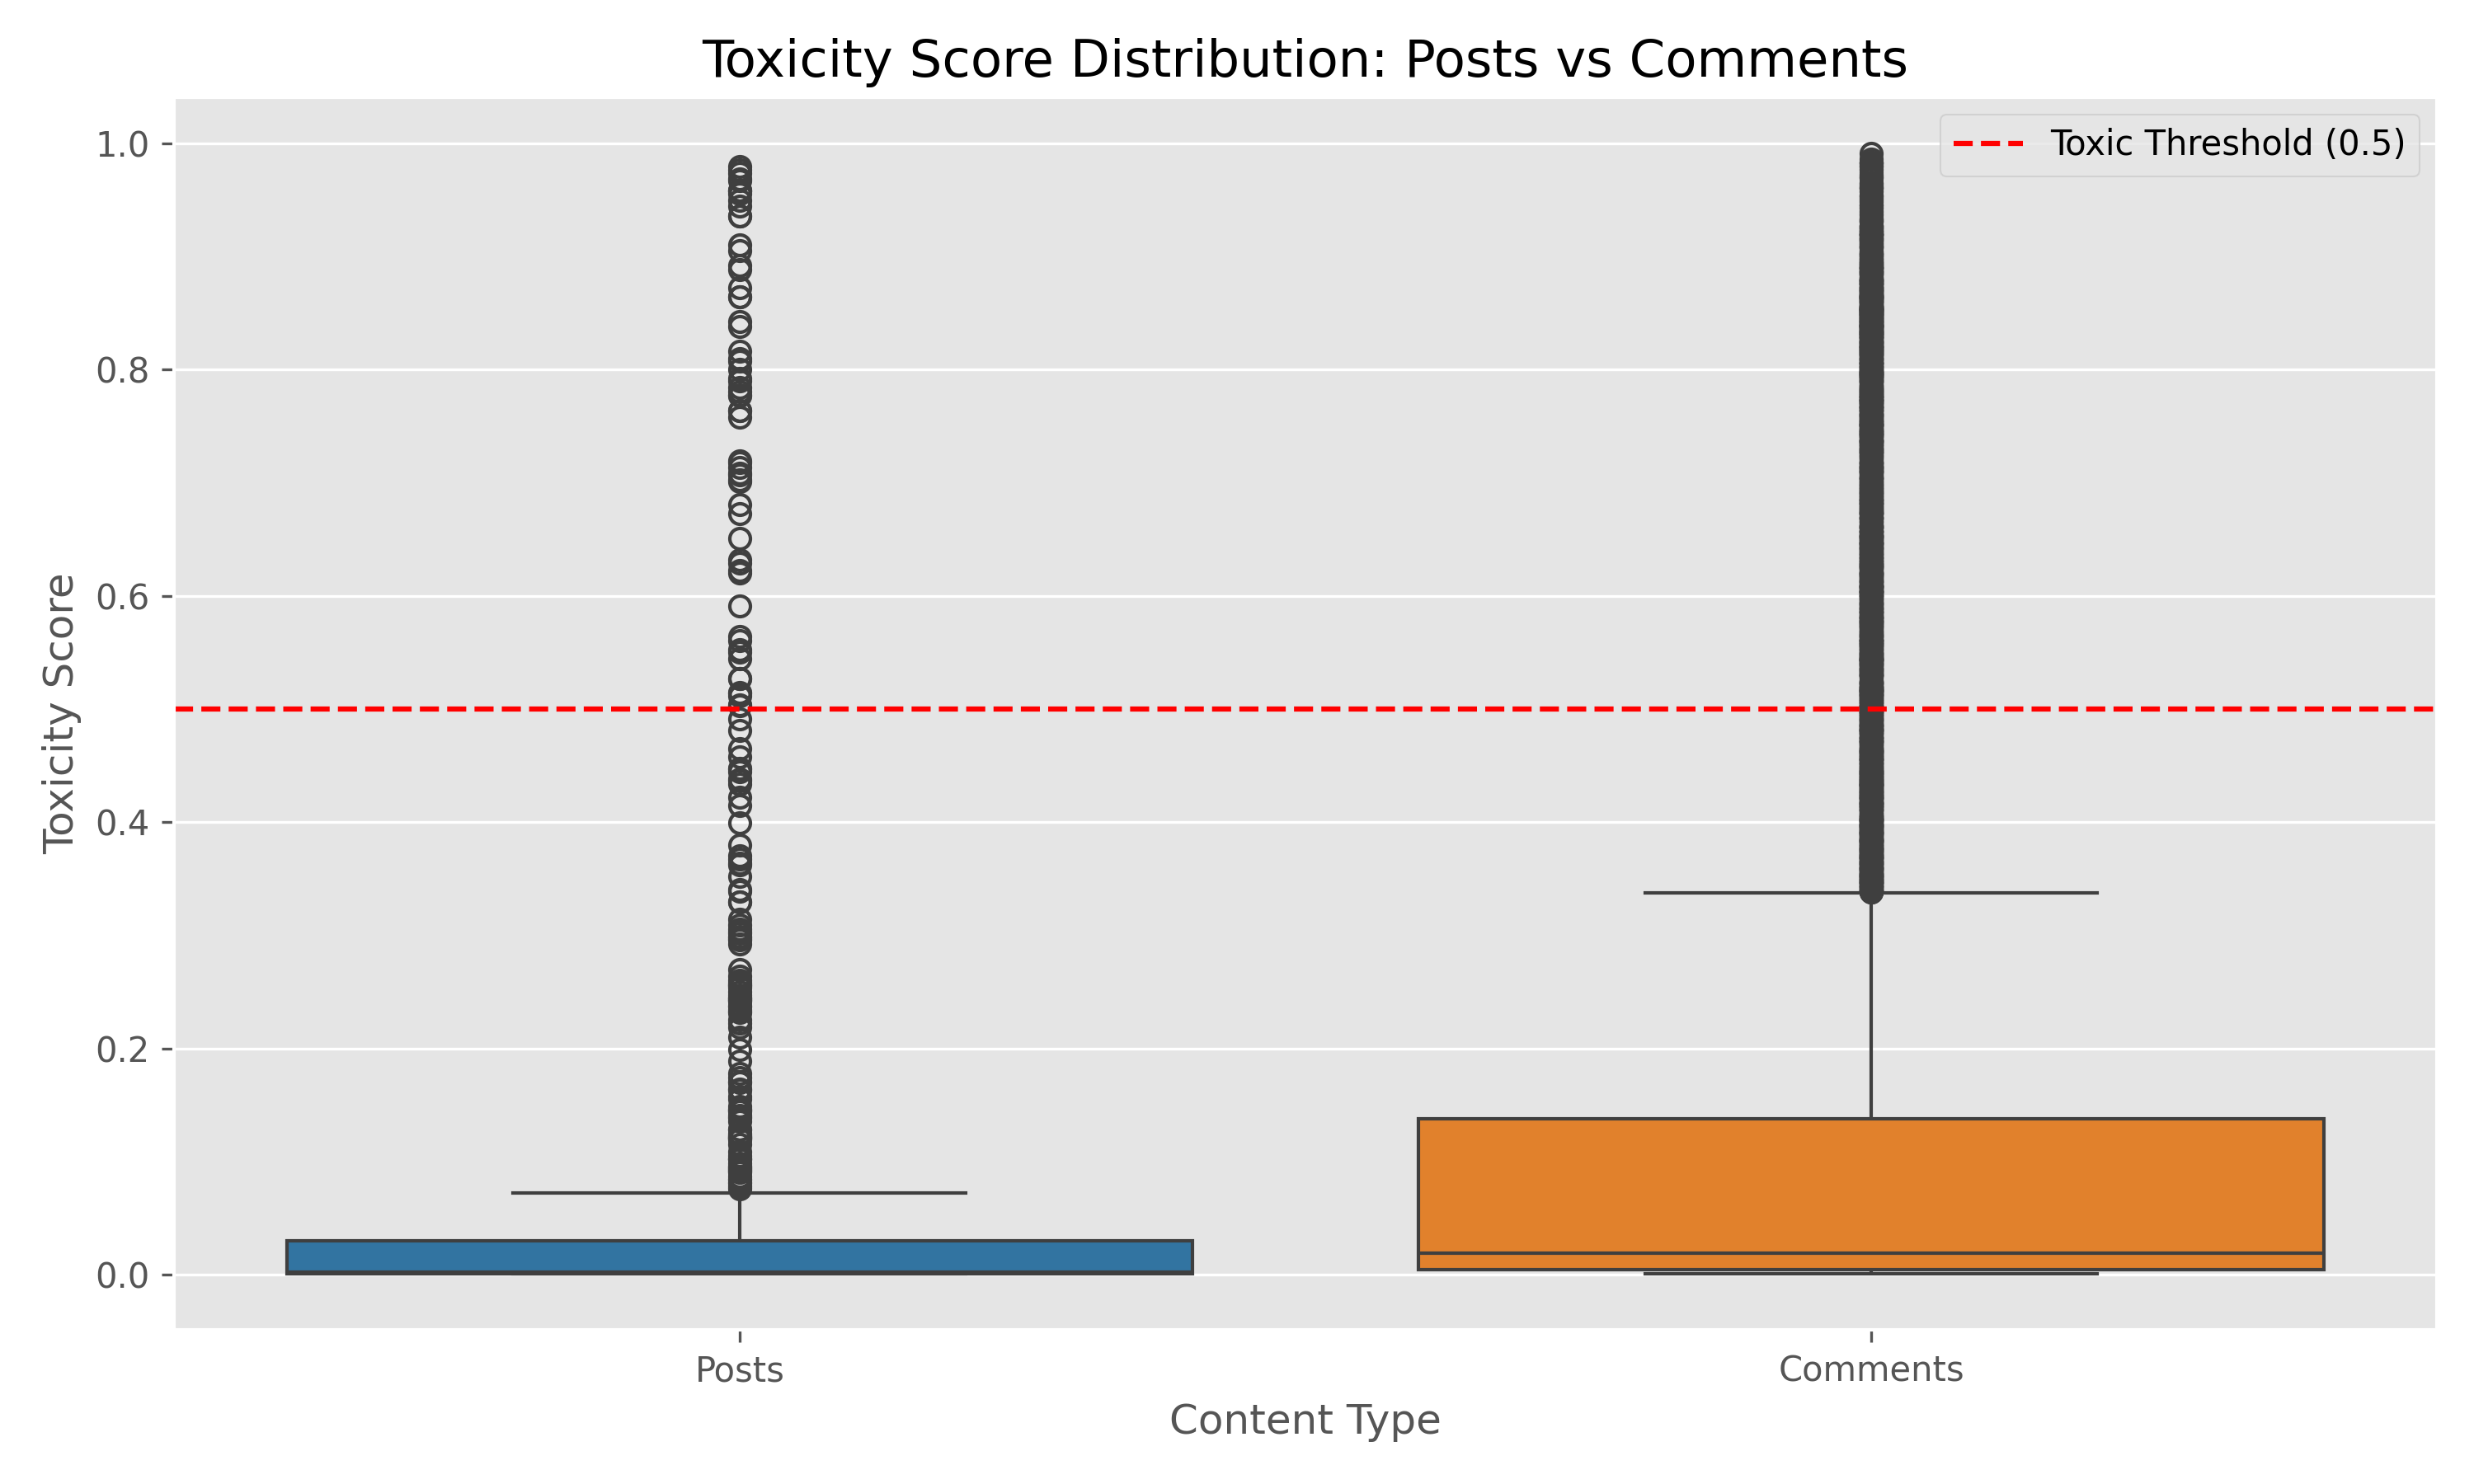 Toxicity Score Distribution: Posts vs Comments
Toxic Threshold (0.5)
Toxicity Score
1.0
0.8
0.6
0.4
0.2
0.0
Posts
Comments
Content Type